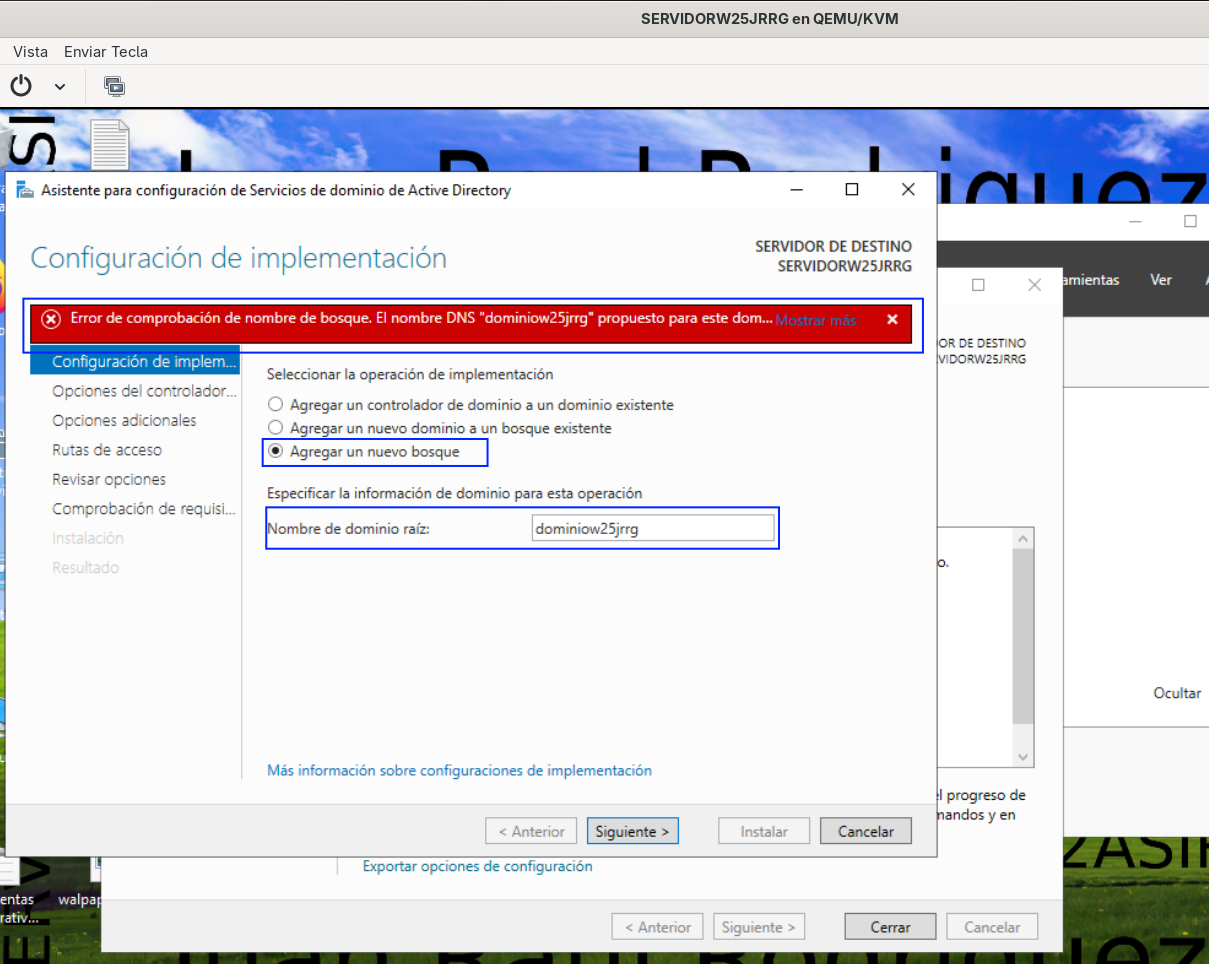 SERVIDORW25JRRG en QEMU/KVM
Vista Enviar Tecla
Asistente para configuración de Servicios de dominio de Active Directory
Configuración de implementación
SERVIDOR DE DESTINO
SERVIDORW25JRRG
Error de comprobación de nombre de bosque. El nombre DNS "dominiow25jrrg" propuesto para este dom... Mostrar más
Configuración de implem...
Opciones del controlador...
Opciones adicionales
Rutas de acceso
Revisar opciones
Comprobación de requisi...
Instalación
Resultado
Seleccionar la operación de implementación
Agregar un controlador de dominio a un dominio existente
Agregar un nuevo dominio a un bosque existente
Agregar un nuevo bosque
Especificar la información de dominio para esta operación
Nombre de dominio raíz: dominiow25jrrg
Más información sobre configuraciones de implementación
< Anterior Siguiente > Instalar Cancelar
amientas Ver
OR DE DESTINO
VIDORW25JRRG
o.
Ocultar
l progreso de
mandos y en
Exportar opciones de configuración
< Anterior Siguiente > Cerrar Cancelar
entas
rativ...
walpap